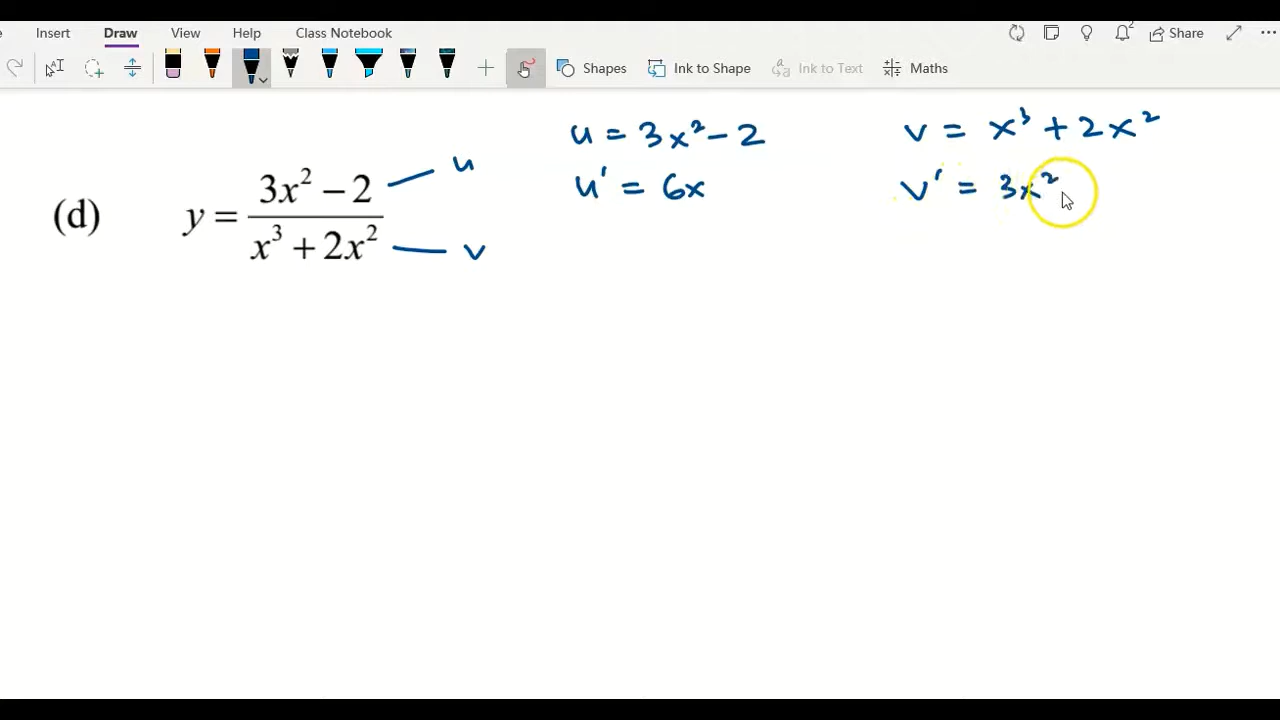 Insert Draw View Help Class Notebook 2 Share
Shapes Ink to Shape Ink to Text Maths
u = 3x² − 2 v = x³ + 2x²
(d) y = (3x² − 2)/(x³ + 2x²) u v
u' = 6x v' = 3x²